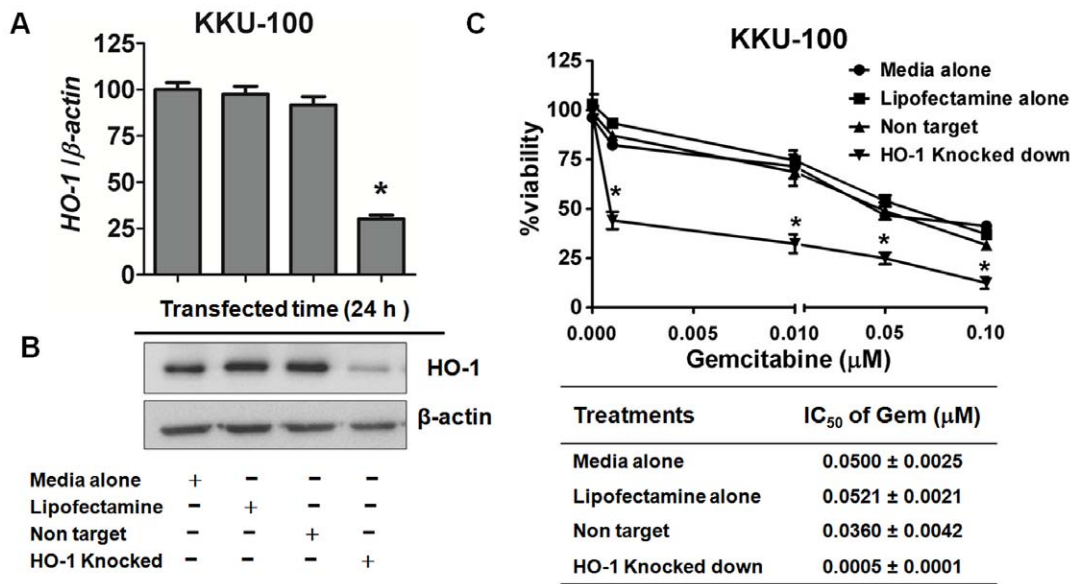 A
KKU-100
HO-1 / β-actin
125
100
75
50
25
0
*
Transfected time (24 h )
B
HO-1
β-actin
Media alone + - - -
Lipofectamine - + - -
Non target - - + -
HO-1 Knocked - - - +
C
KKU-100
Media alone
Lipofectamine alone
Non target
HO-1 Knocked down
%viability
125
100
75
50
25
0
*
*
*
*
0.000 0.005 0.010 0.05 0.10
Gemcitabine (μM)
Treatments IC50 of Gem (μM)
Media alone 0.0500 ± 0.0025
Lipofectamine alone 0.0521 ± 0.0021
Non target 0.0360 ± 0.0042
HO-1 Knocked down 0.0005 ± 0.0001